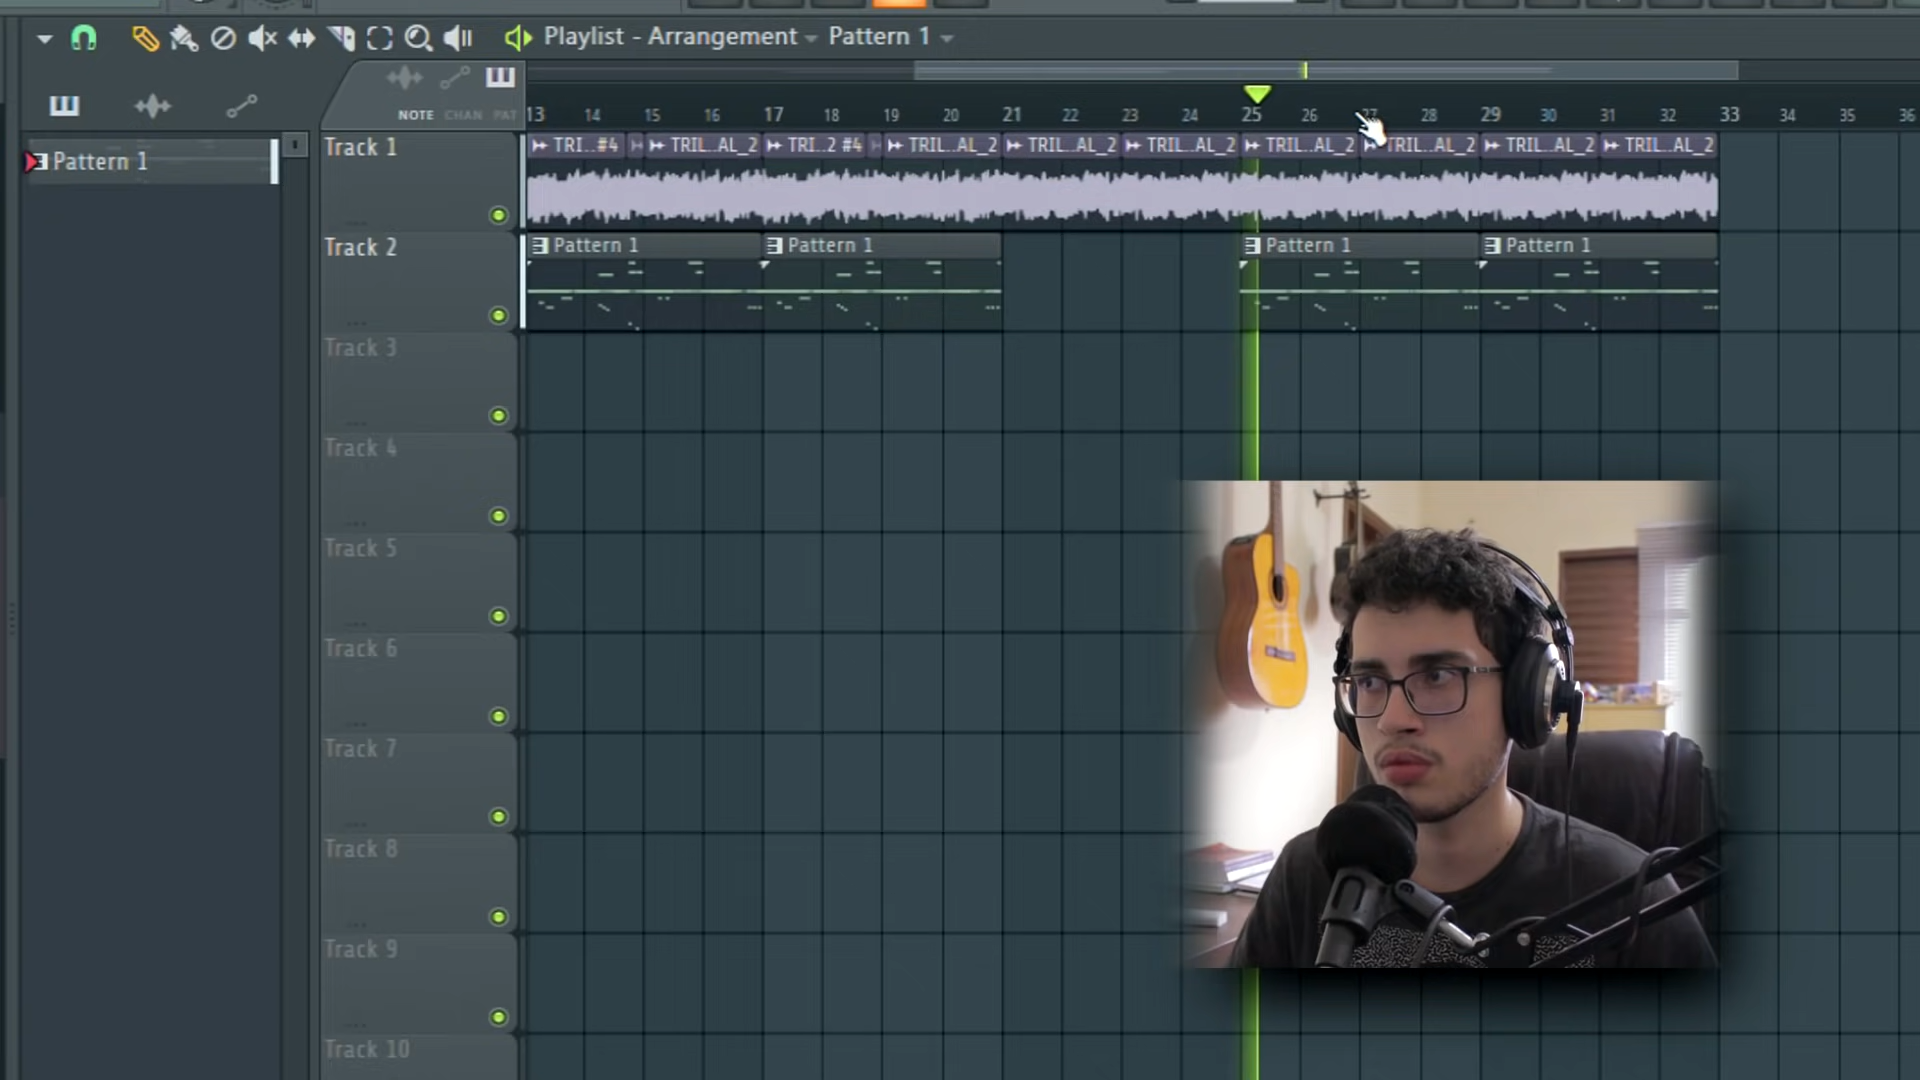 Playlist - Arrangement Pattern 1
NOTE CHAN PAT
13 14 15 16 17 18 19 20 21 22 23 24 25 26 27 28 29 30 31 32 33 34 35 36
Pattern 1
Track 1
TRI..#4 TRIL..AL_2 TRI..2 #4 TRIL..AL_2 TRIL..AL_2 TRIL..AL_2 TRIL..AL_2 TRIL..AL_2 TRIL..AL_2 TRIL..AL_2
Track 2
Pattern 1 Pattern 1 Pattern 1 Pattern 1
Track 3
Track 4
Track 5
Track 6
Track 7
Track 8
Track 9
Track 10